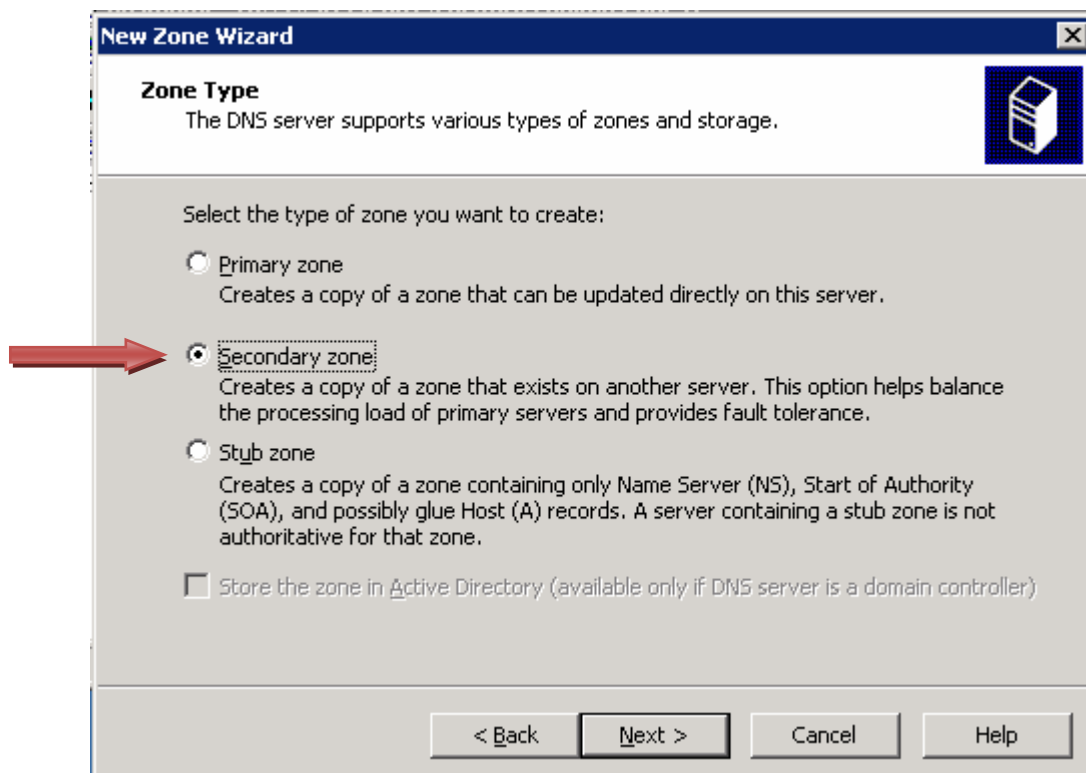 New Zone Wizard
Zone Type
The DNS server supports various types of zones and storage.
Select the type of zone you want to create:
Primary zone
Creates a copy of a zone that can be updated directly on this server.
Secondary zone
Creates a copy of a zone that exists on another server. This option helps balance
the processing load of primary servers and provides fault tolerance.
Stub zone
Creates a copy of a zone containing only Name Server (NS), Start of Authority
(SOA), and possibly glue Host (A) records. A server containing a stub zone is not
authoritative for that zone.
Store the zone in Active Directory (available only if DNS server is a domain controller)
< Back Next > Cancel Help